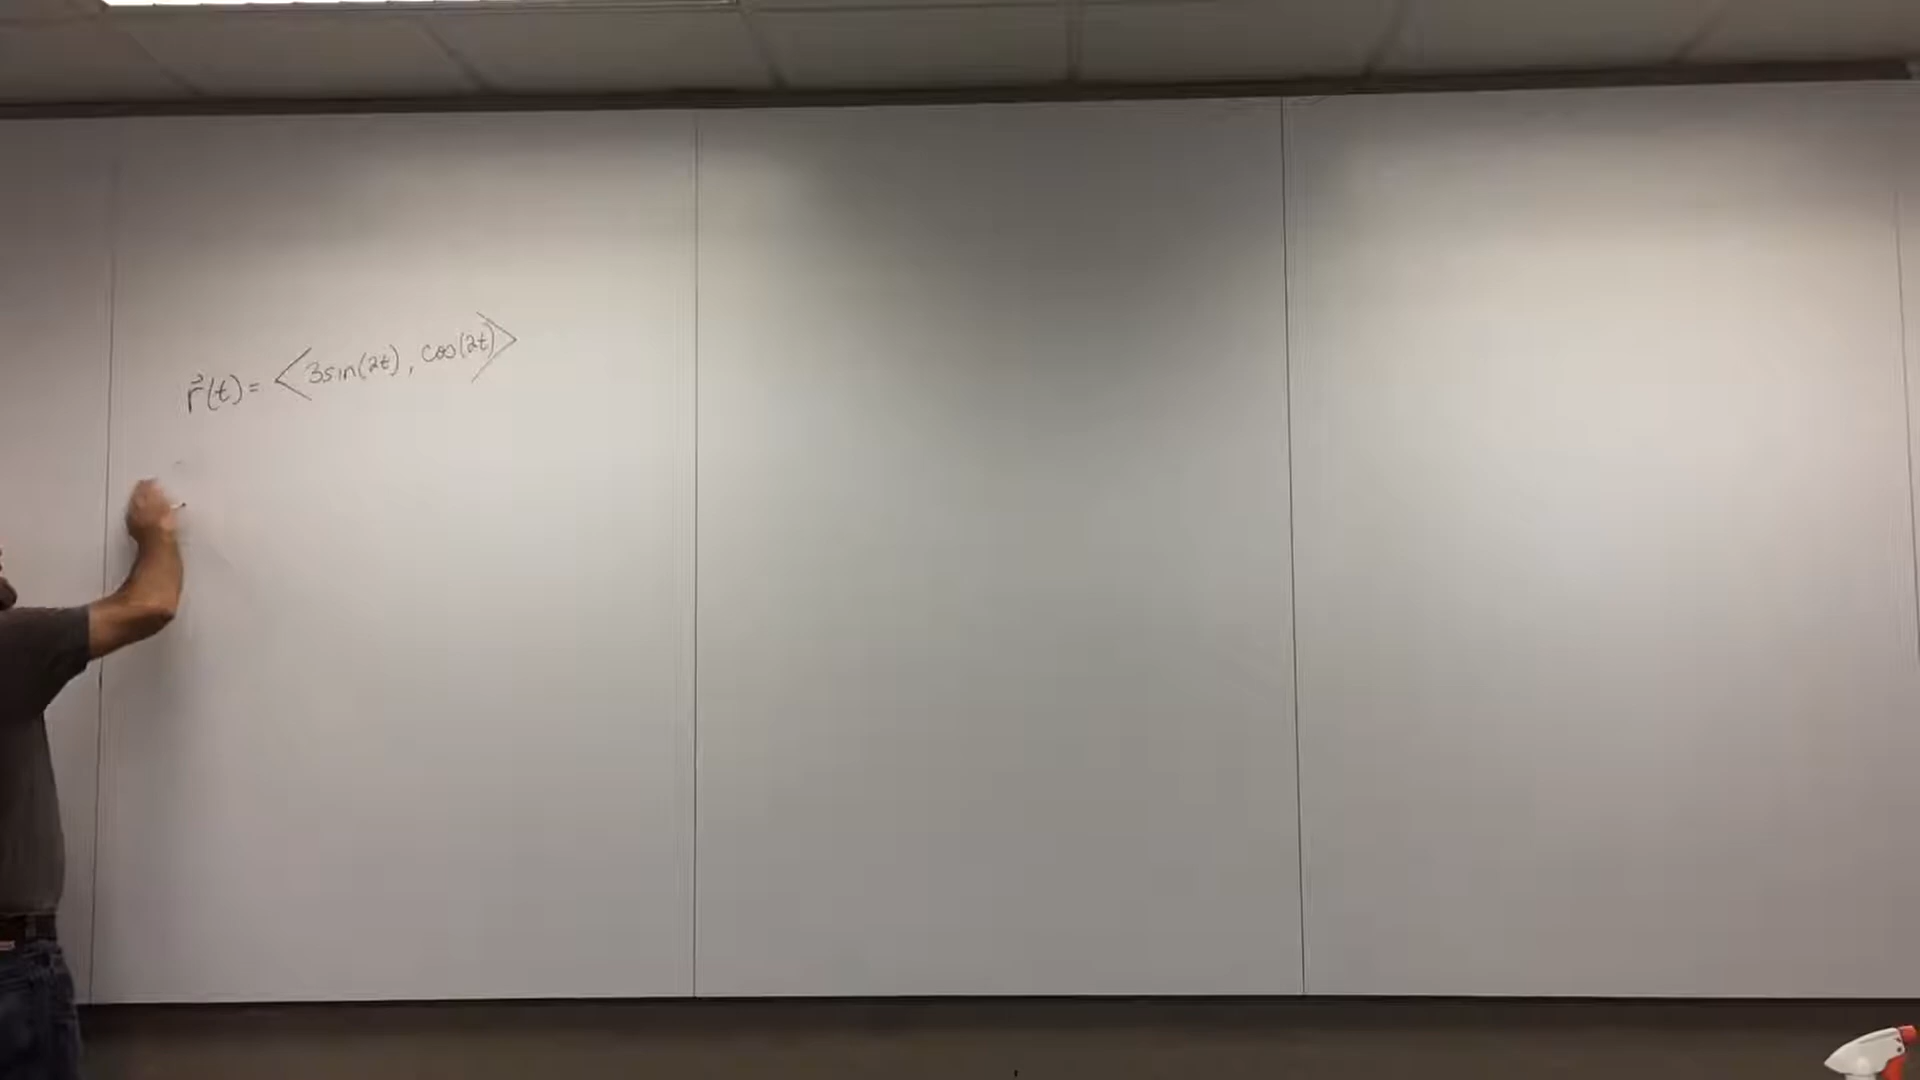 r⃗(t) = <3sin(2t), cos(2t)>